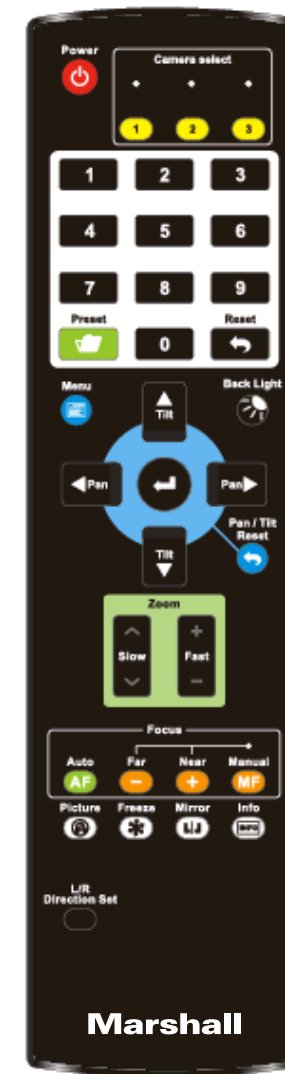 Power
Camera select
1 2 3
1 2 3
4 5 6
7 8 9
Preset Reset
0
Menu Back Light
Tilt
Pan Pan
Pan / Tilt
Reset
Tilt
Zoom
Slow Fast
Focus
Auto Far Near Manual
AF − + MF
Picture Freeze Mirror Info
INFO
L/R
Direction Set
Marshall